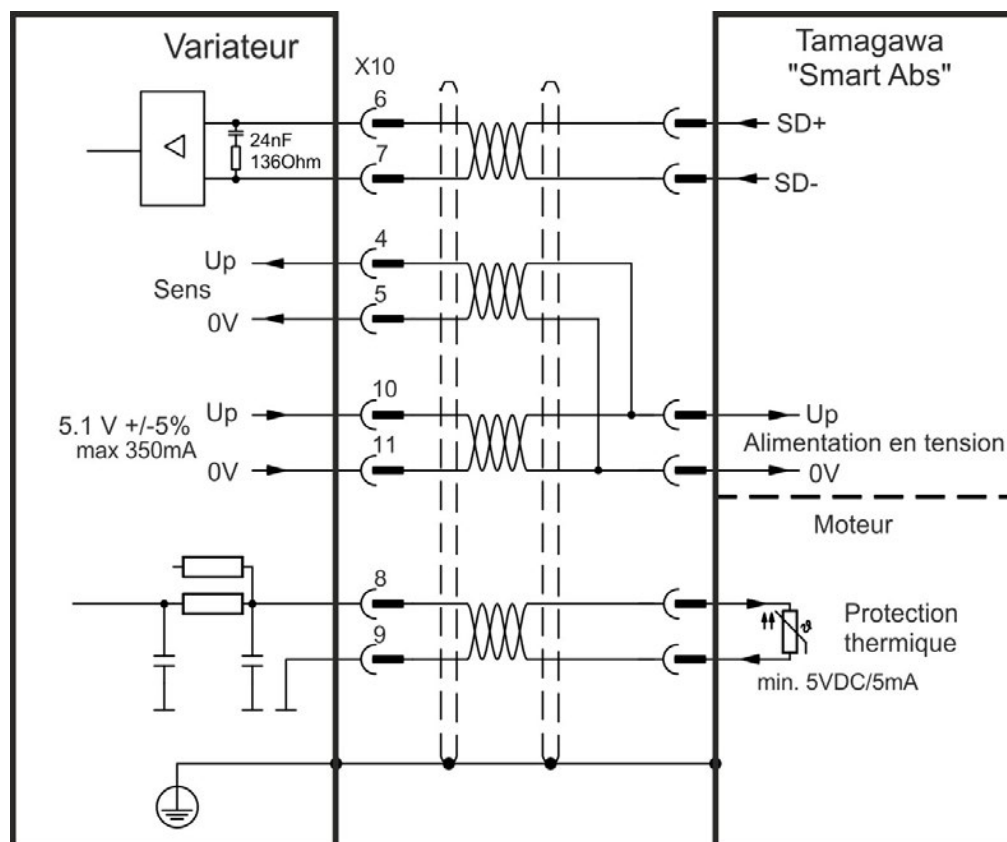 Variateur
X10
Tamagawa
"Smart Abs"
6
SD+
24nF
136Ohm
7
SD-
4
Up
Sens
5
0V
10
Up
5.1 V +/-5%
max 350mA
11
0V
Up
Alimentation en tension
0V
Moteur
8
9
Protection
thermique
ϑ
min. 5VDC/5mA